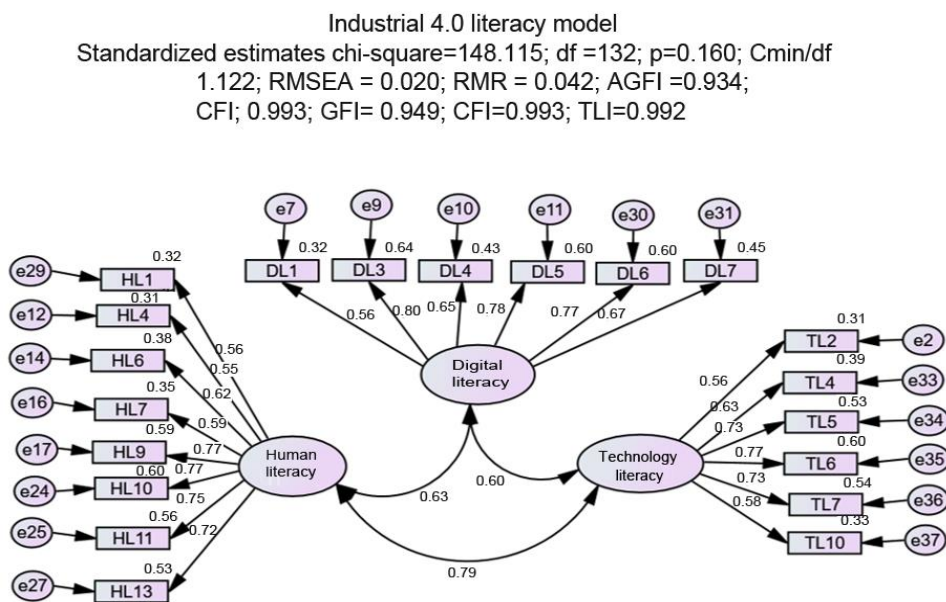 Industrial 4.0 literacy model
Standardized estimates chi-square=148.115; df =132; p=0.160; Cmin/df
1.122; RMSEA = 0.020; RMR = 0.042; AGFI =0.934;
CFI; 0.993; GFI= 0.949; CFI=0.993; TLI=0.992
e7 e9 e10 e11 e30 e31
0.32 0.64 0.43 0.60 0.60 0.45
DL1 DL3 DL4 DL5 DL6 DL7
0.56 0.80 0.65 0.78 0.77 0.67
Digital
literacy
e29 HL1 0.32
e12 HL4 0.31
e14 HL6 0.38
e16 HL7 0.35
e17 HL9 0.59
e24 HL10 0.60
e25 HL11 0.56
e27 HL13 0.53
0.56
0.55
0.62
0.59
0.77
0.77
0.75
0.72
Human
literacy
0.63
0.60
0.79
Technology
literacy
0.56
0.63
0.73
0.77
0.73
0.58
0.31 TL2 e2
0.39 TL4 e33
0.53 TL5 e34
0.60 TL6 e35
0.54 TL7 e36
0.33 TL10 e37